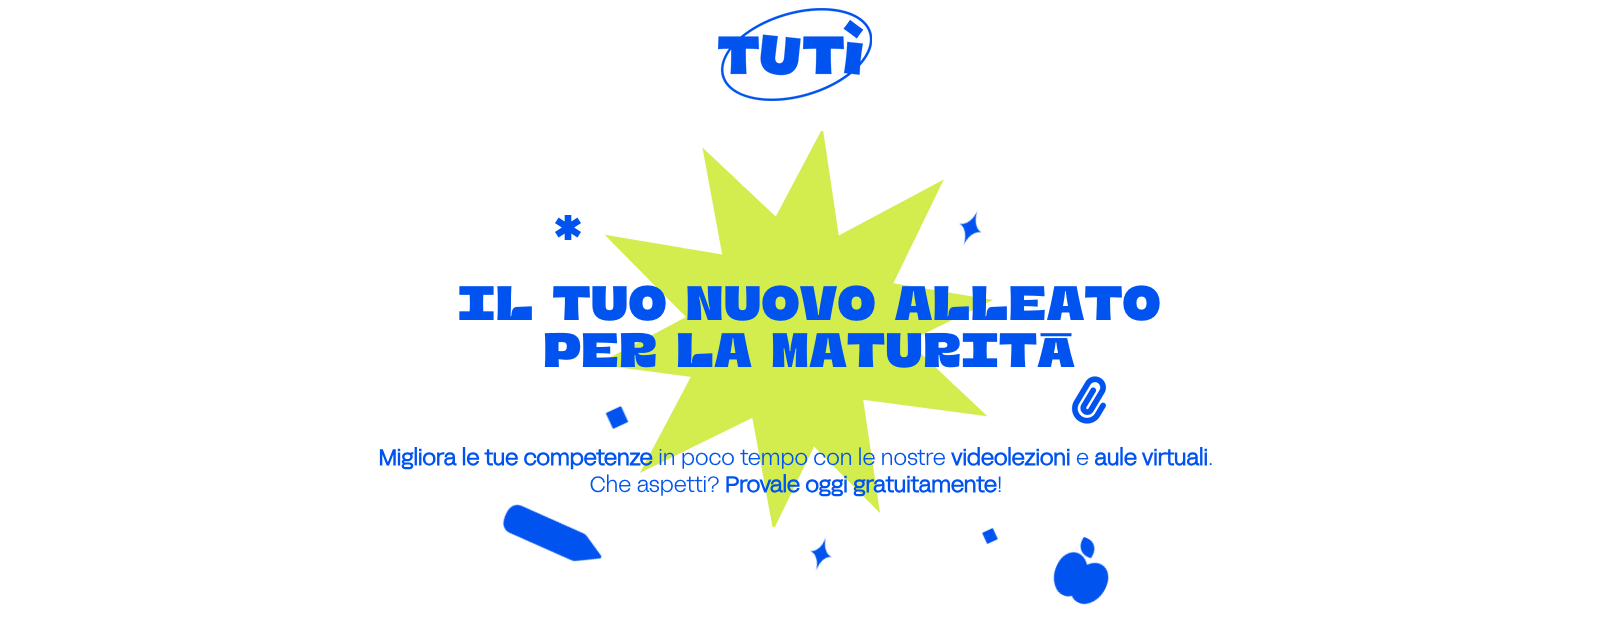 TUTÌ
IL TUO NUOVO ALLEATO
PER LA MATURITÀ
Migliora le tue competenze in poco tempo con le nostre videolezioni e aule virtuali.
Che aspetti? Provale oggi gratuitamente!